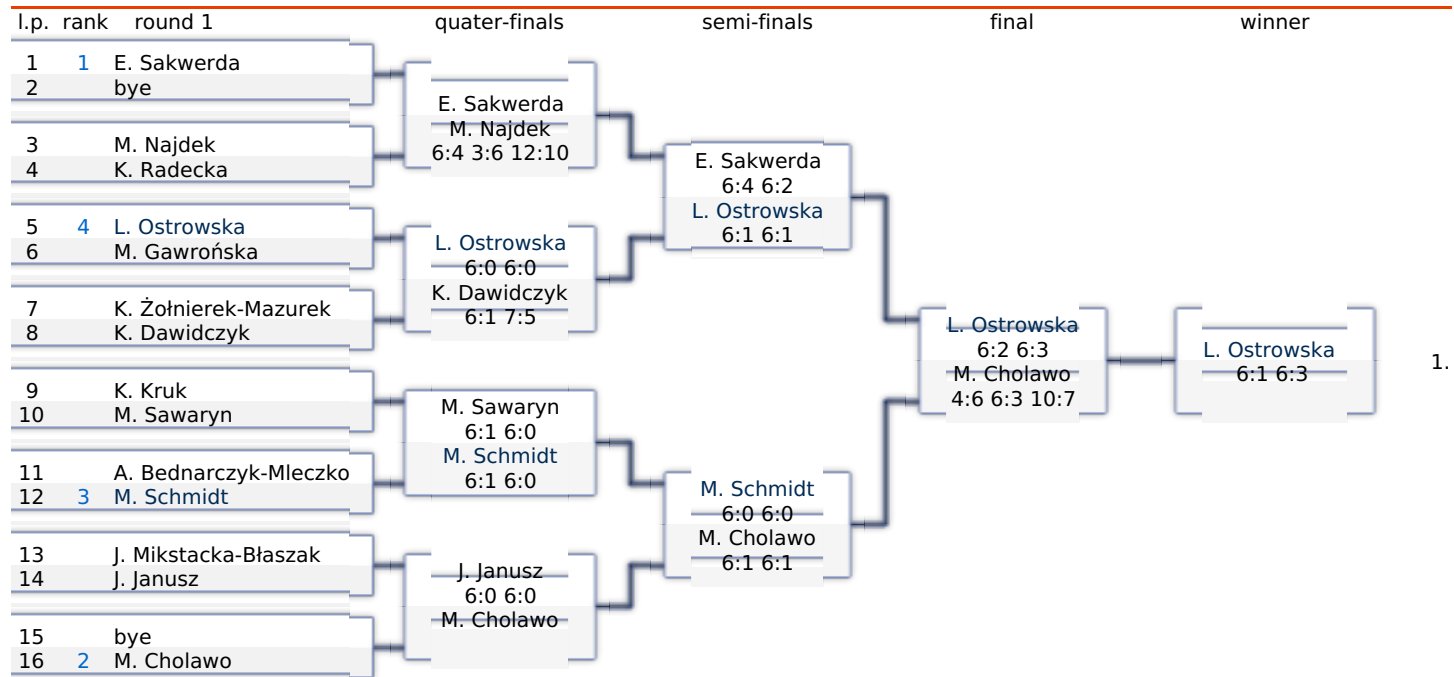 l.p. rank round 1 quater-finals semi-finals final winner
1 1 E. Sakwerda
2 bye
3 M. Najdek
4 K. Radecka
5 4 L. Ostrowska
6 M. Gawrońska
7 K. Żołnierek-Mazurek
8 K. Dawidczyk
9 K. Kruk
10 M. Sawaryn
11 A. Bednarczyk-Mleczko
12 3 M. Schmidt
13 J. Mikstacka-Błaszak
14 J. Janusz
15 bye
16 2 M. Cholawo
E. Sakwerda
M. Najdek
6:4 3:6 12:10
L. Ostrowska
6:0 6:0
K. Dawidczyk
6:1 7:5
M. Sawaryn
6:1 6:0
M. Schmidt
6:1 6:0
J. Janusz
6:0 6:0
M. Cholawo
E. Sakwerda
6:4 6:2
L. Ostrowska
6:1 6:1
M. Schmidt
6:0 6:0
M. Cholawo
6:1 6:1
L. Ostrowska
6:2 6:3
M. Cholawo
4:6 6:3 10:7
L. Ostrowska
6:1 6:3
1.